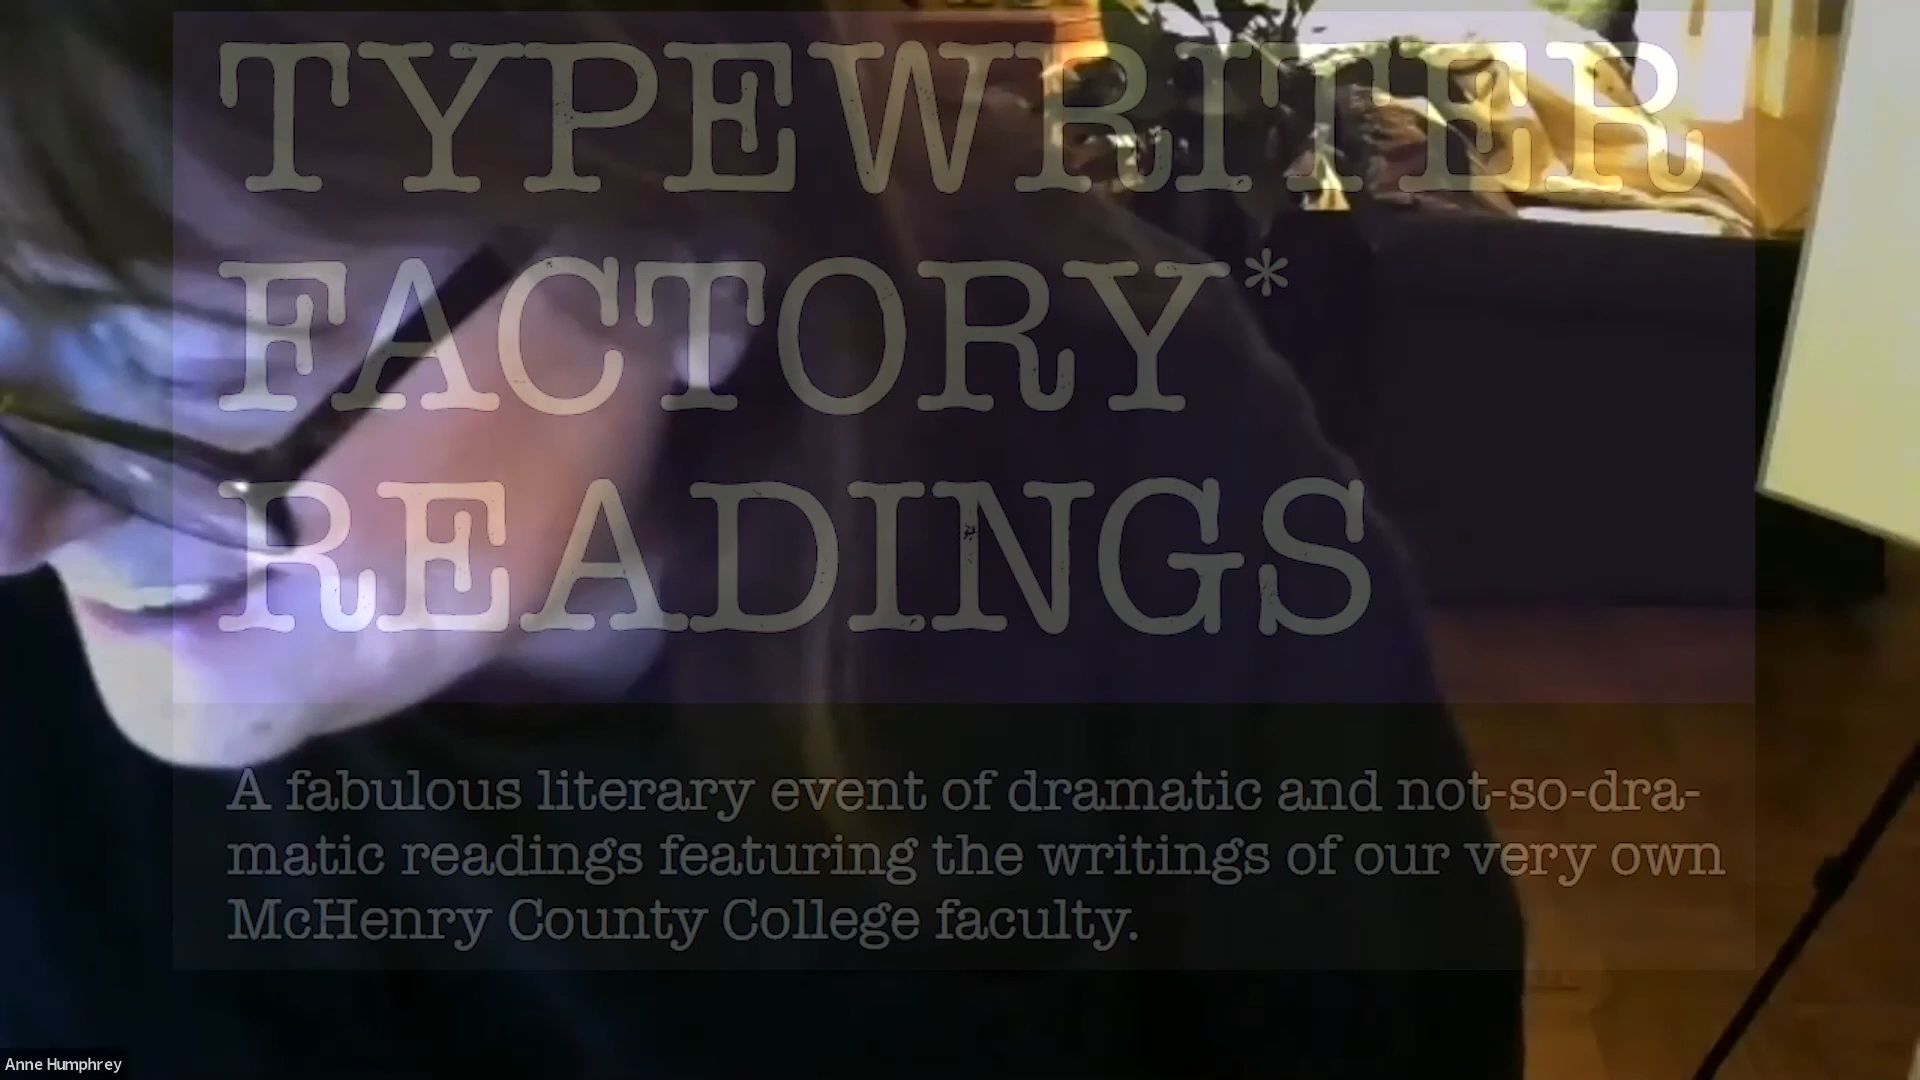 TYPEWRITER
FACTORY*
READINGS
A fabulous literary event of dramatic and not-so-dra-
matic readings featuring the writings of our very own
McHenry County College faculty.
Anne Humphrey